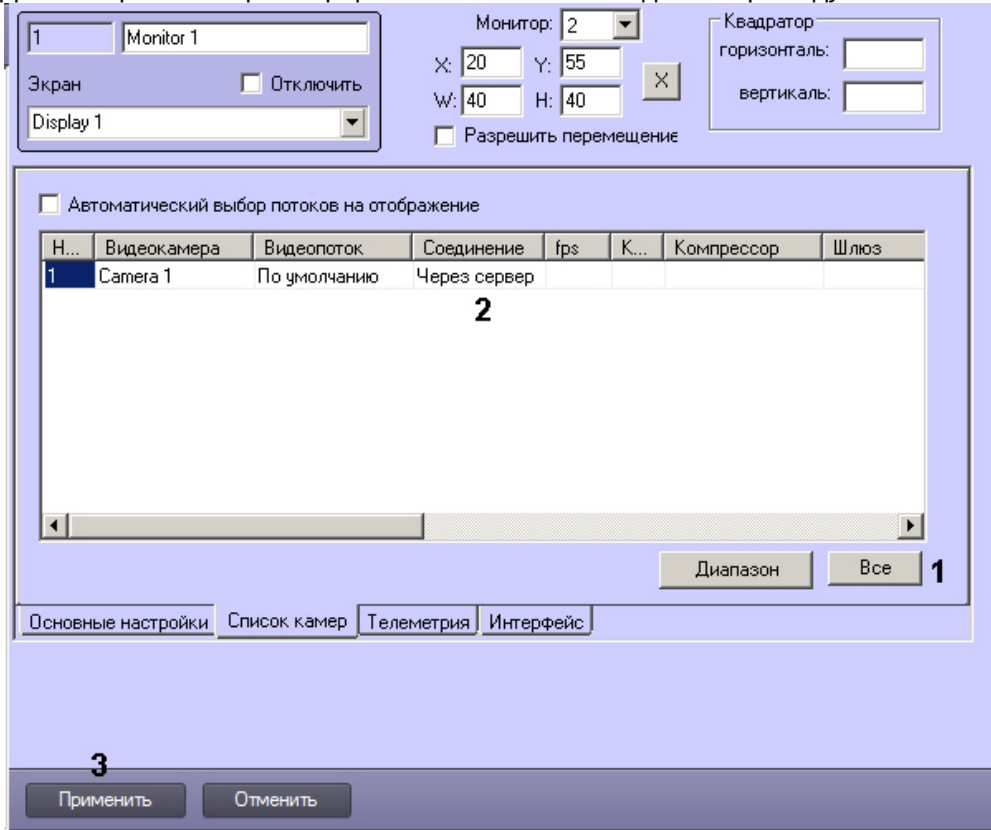 1 Monitor 1
Экран Отключить
Display 1
Монитор: 2
X: 20 Y: 55 X
W: 40 H: 40
Разрешить перемещение
Квадратор
горизонталь:
вертикаль:
Автоматический выбор потоков на отображение
Н... Видеокамера Видеопоток Соединение fps К... Компрессор Шлюз
1 Camera 1 По умолчанию Через сервер
2
Диапазон Все 1
Основные настройки Список камер Телеметрия Интерфейс
3
Применить Отменить